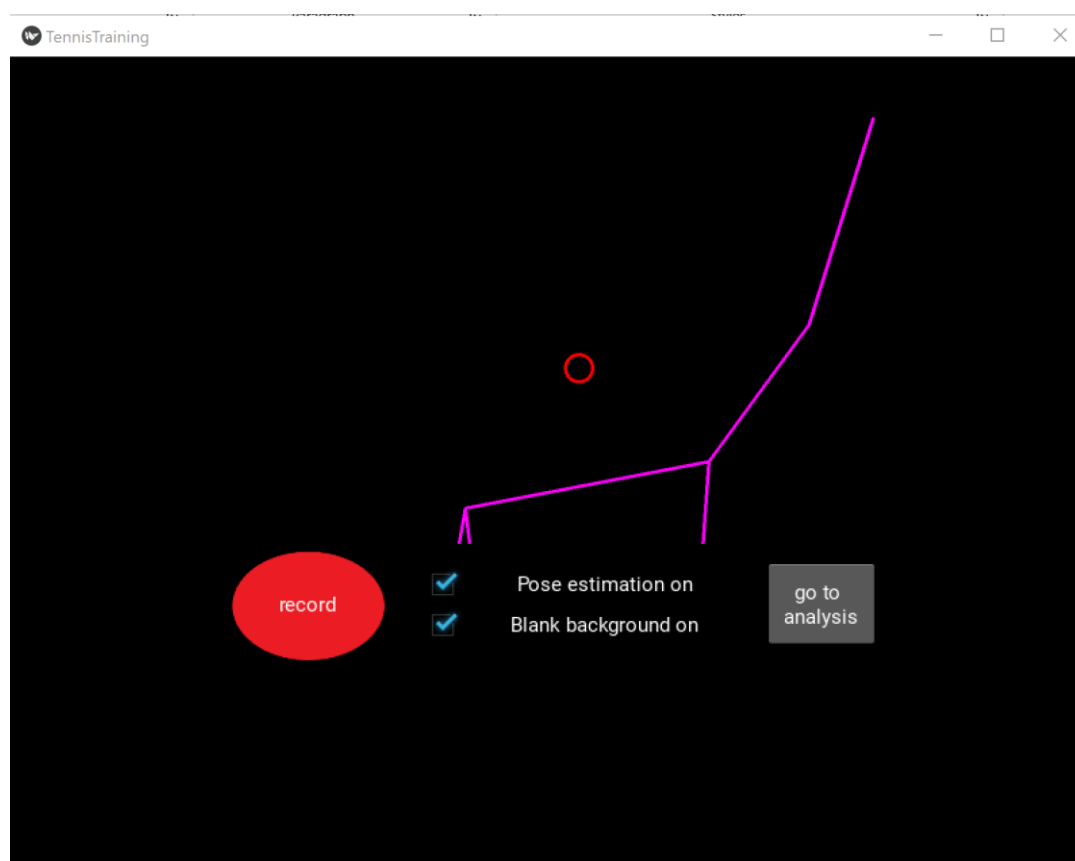 TennisTraining
record
Pose estimation on
Blank background on
go to
analysis